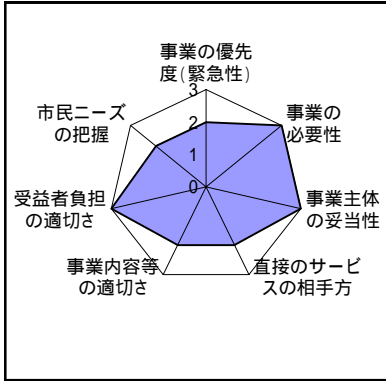 事業の優先
度(緊急性)
3
2
1
0
事業の
必要性
事業主体
の妥当性
直接のサービ
スの相手方
事業内容等
の適切さ
受益者負担
の適切さ
市民ニーズ
の把握